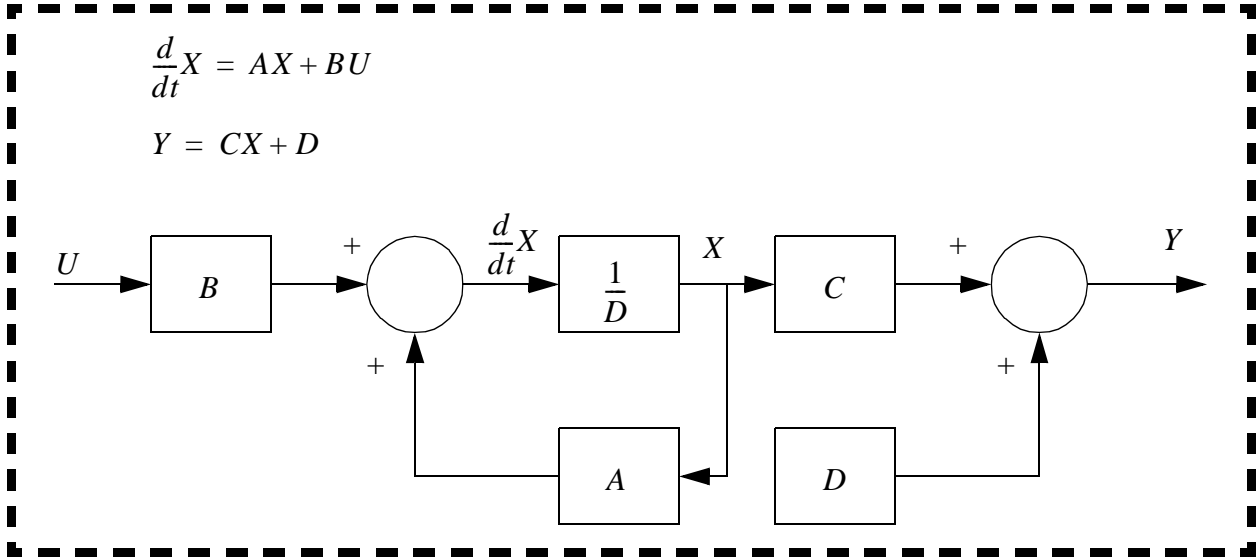 d/dt X = AX + BU
Y = CX + D
U
B
+
+
d/dt X
1/D
X
C
+
+
Y
A
D